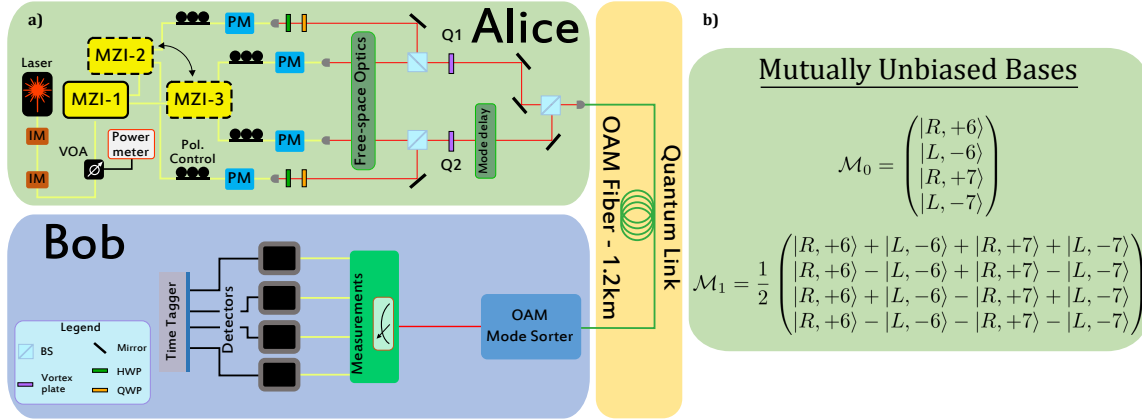 a)
Alice
Laser
IM
IM
VOA
Power
meter
MZI-1
MZI-2
MZI-3
Pol.
Control
PM
PM
PM
PM
Free-space Optics
Q1
Q2
Mode delay
OAM Fiber - 1.2km
Quantum Link
Bob
Time Tagger
Detectors
Measurements
OAM
Mode Sorter
Legend
BS
Mirror
Vortex
plate
HWP
QWP
b)
Mutually Unbiased Bases
M₀ =
|R, +6⟩
|L, −6⟩
|R, +7⟩
|L, −7⟩
M₁ = 1/2
|R, +6⟩ + |L, −6⟩ + |R, +7⟩ + |L, −7⟩
|R, +6⟩ − |L, −6⟩ + |R, +7⟩ − |L, −7⟩
|R, +6⟩ + |L, −6⟩ − |R, +7⟩ − |L, −7⟩
|R, +6⟩ − |L, −6⟩ − |R, +7⟩ − |L, −7⟩